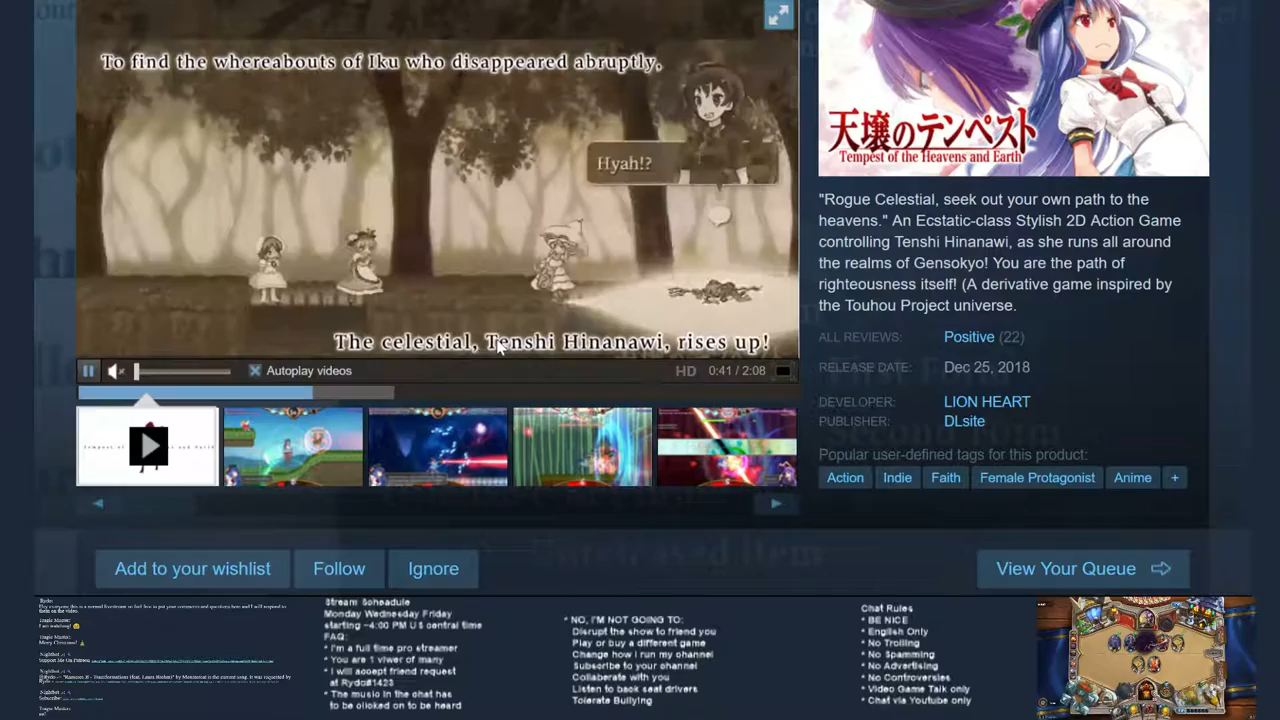 To find the whereabouts of Iku who disappeared abruptly,
Hyah!?
The celestial, Tenshi Hinanawi, rises up!
Autoplay videos
HD 0:41 / 2:08
天壌のテンペスト
Tempest of the Heavens and Earth
"Rogue Celestial, seek out your own path to the
heavens." An Ecstatic-class Stylish 2D Action Game
controlling Tenshi Hinanawi, as she runs all around
the realms of Gensokyo! You are the path of
righteousness itself! (A derivative game inspired by
the Touhou Project universe.
ALL REVIEWS: Positive (22)
RELEASE DATE: Dec 25, 2018
DEVELOPER: LION HEART
PUBLISHER: DLsite
Popular user-defined tags for this product:
Action Indie Faith Female Protagonist Anime +
Add to your wishlist Follow Ignore View Your Queue
Stream Scheadule
Monday Wednesday Friday
starting ~4:00 PM US central time
FAQ:
* I'm a full time pro streamer
* You are 1 viwer of many
* I will accept friend request
at Rydo#1423
* The music in the chat has
to be clicked on to be heard
* NO, I'M NOT GOING TO:
Disrupt the show to friend you
Play or buy a different game
Change how I run my channel
Subscribe to your channel
Collaborate with you
Listen to back seat drivers
Tolerate Bullying
Chat Rules
* BE NICE
* English Only
* No Trolling
* No Spamming
* No Advertising
* No Controversies
* Video Game Talk only
* Chat via Youtube only